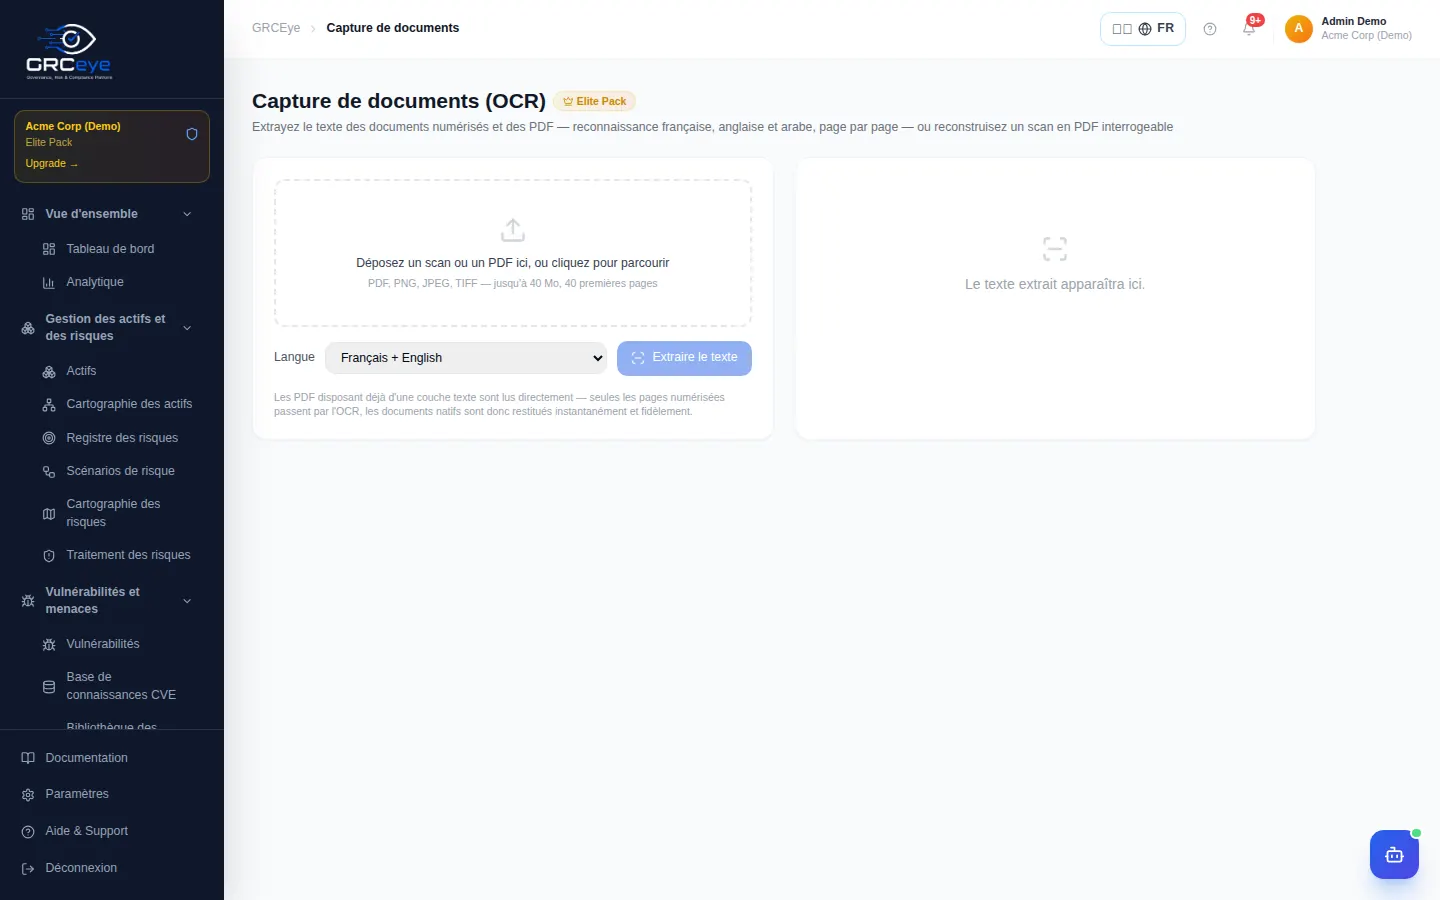 GRCeye
Governance, Risk & Compliance Platform
Acme Corp (Demo)
Elite Pack
Upgrade →
Vue d'ensemble
Tableau de bord
Analytique
Gestion des actifs et
des risques
Actifs
Cartographie des actifs
Registre des risques
Scénarios de risque
Cartographie des
risques
Traitement des risques
Vulnérabilités et
menaces
Vulnérabilités
Base de
connaissances CVE
Bibliothèque des
Documentation
Paramètres
Aide & Support
Déconnexion
GRCEye > Capture de documents
FR
9+
A
Admin Demo
Acme Corp (Demo)
Capture de documents (OCR)
Elite Pack
Extrayez le texte des documents numérisés et des PDF — reconnaissance française, anglaise et arabe, page par page — ou reconstruisez un scan en PDF interrogeable
Déposez un scan ou un PDF ici, ou cliquez pour parcourir
PDF, PNG, JPEG, TIFF — jusqu'à 40 Mo, 40 premières pages
Langue
Français + English
Extraire le texte
Les PDF disposant déjà d'une couche texte sont lus directement — seules les pages numérisées
passent par l'OCR, les documents natifs sont donc restitués instantanément et fidèlement.
Le texte extrait apparaîtra ici.